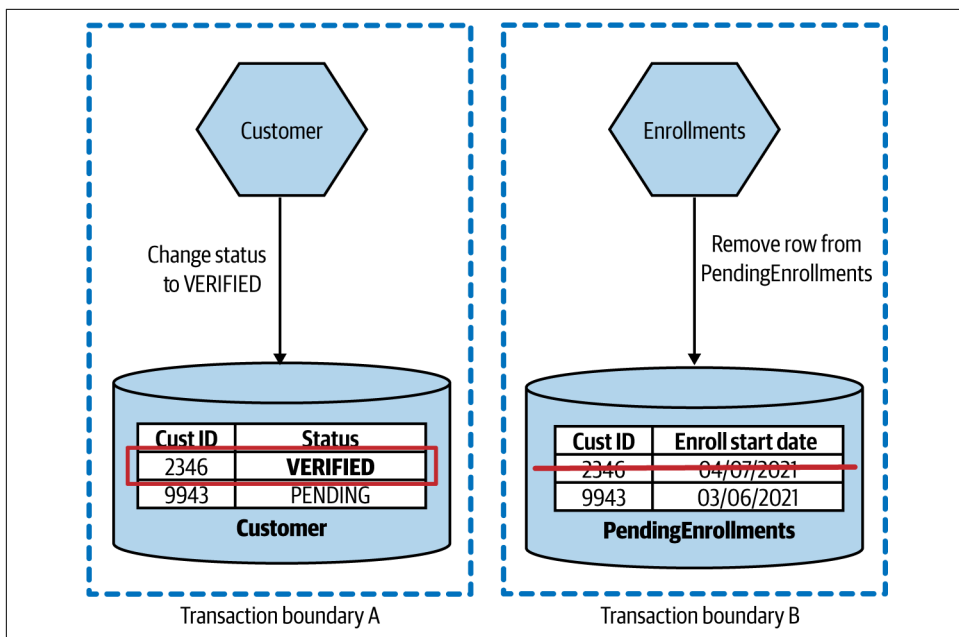 Customer
Change status
to VERIFIED
Cust ID Status
2346 VERIFIED
9943 PENDING
Customer
Transaction boundary A
Enrollments
Remove row from
PendingEnrollments
Cust ID Enroll start date
2346 04/07/2021
9943 03/06/2021
PendingEnrollments
Transaction boundary B